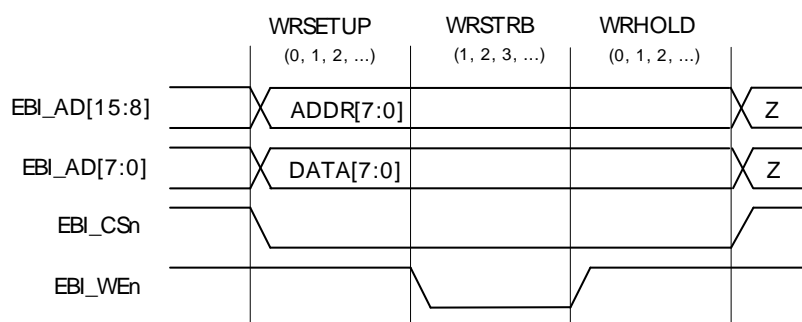 WRSETUP WRSTRB WRHOLD
(0, 1, 2, ...) (1, 2, 3, ...) (0, 1, 2, ...)
EBI_AD[15:8] ADDR[7:0] Z
EBI_AD[7:0] DATA[7:0] Z
EBI_CSn
EBI_WEn